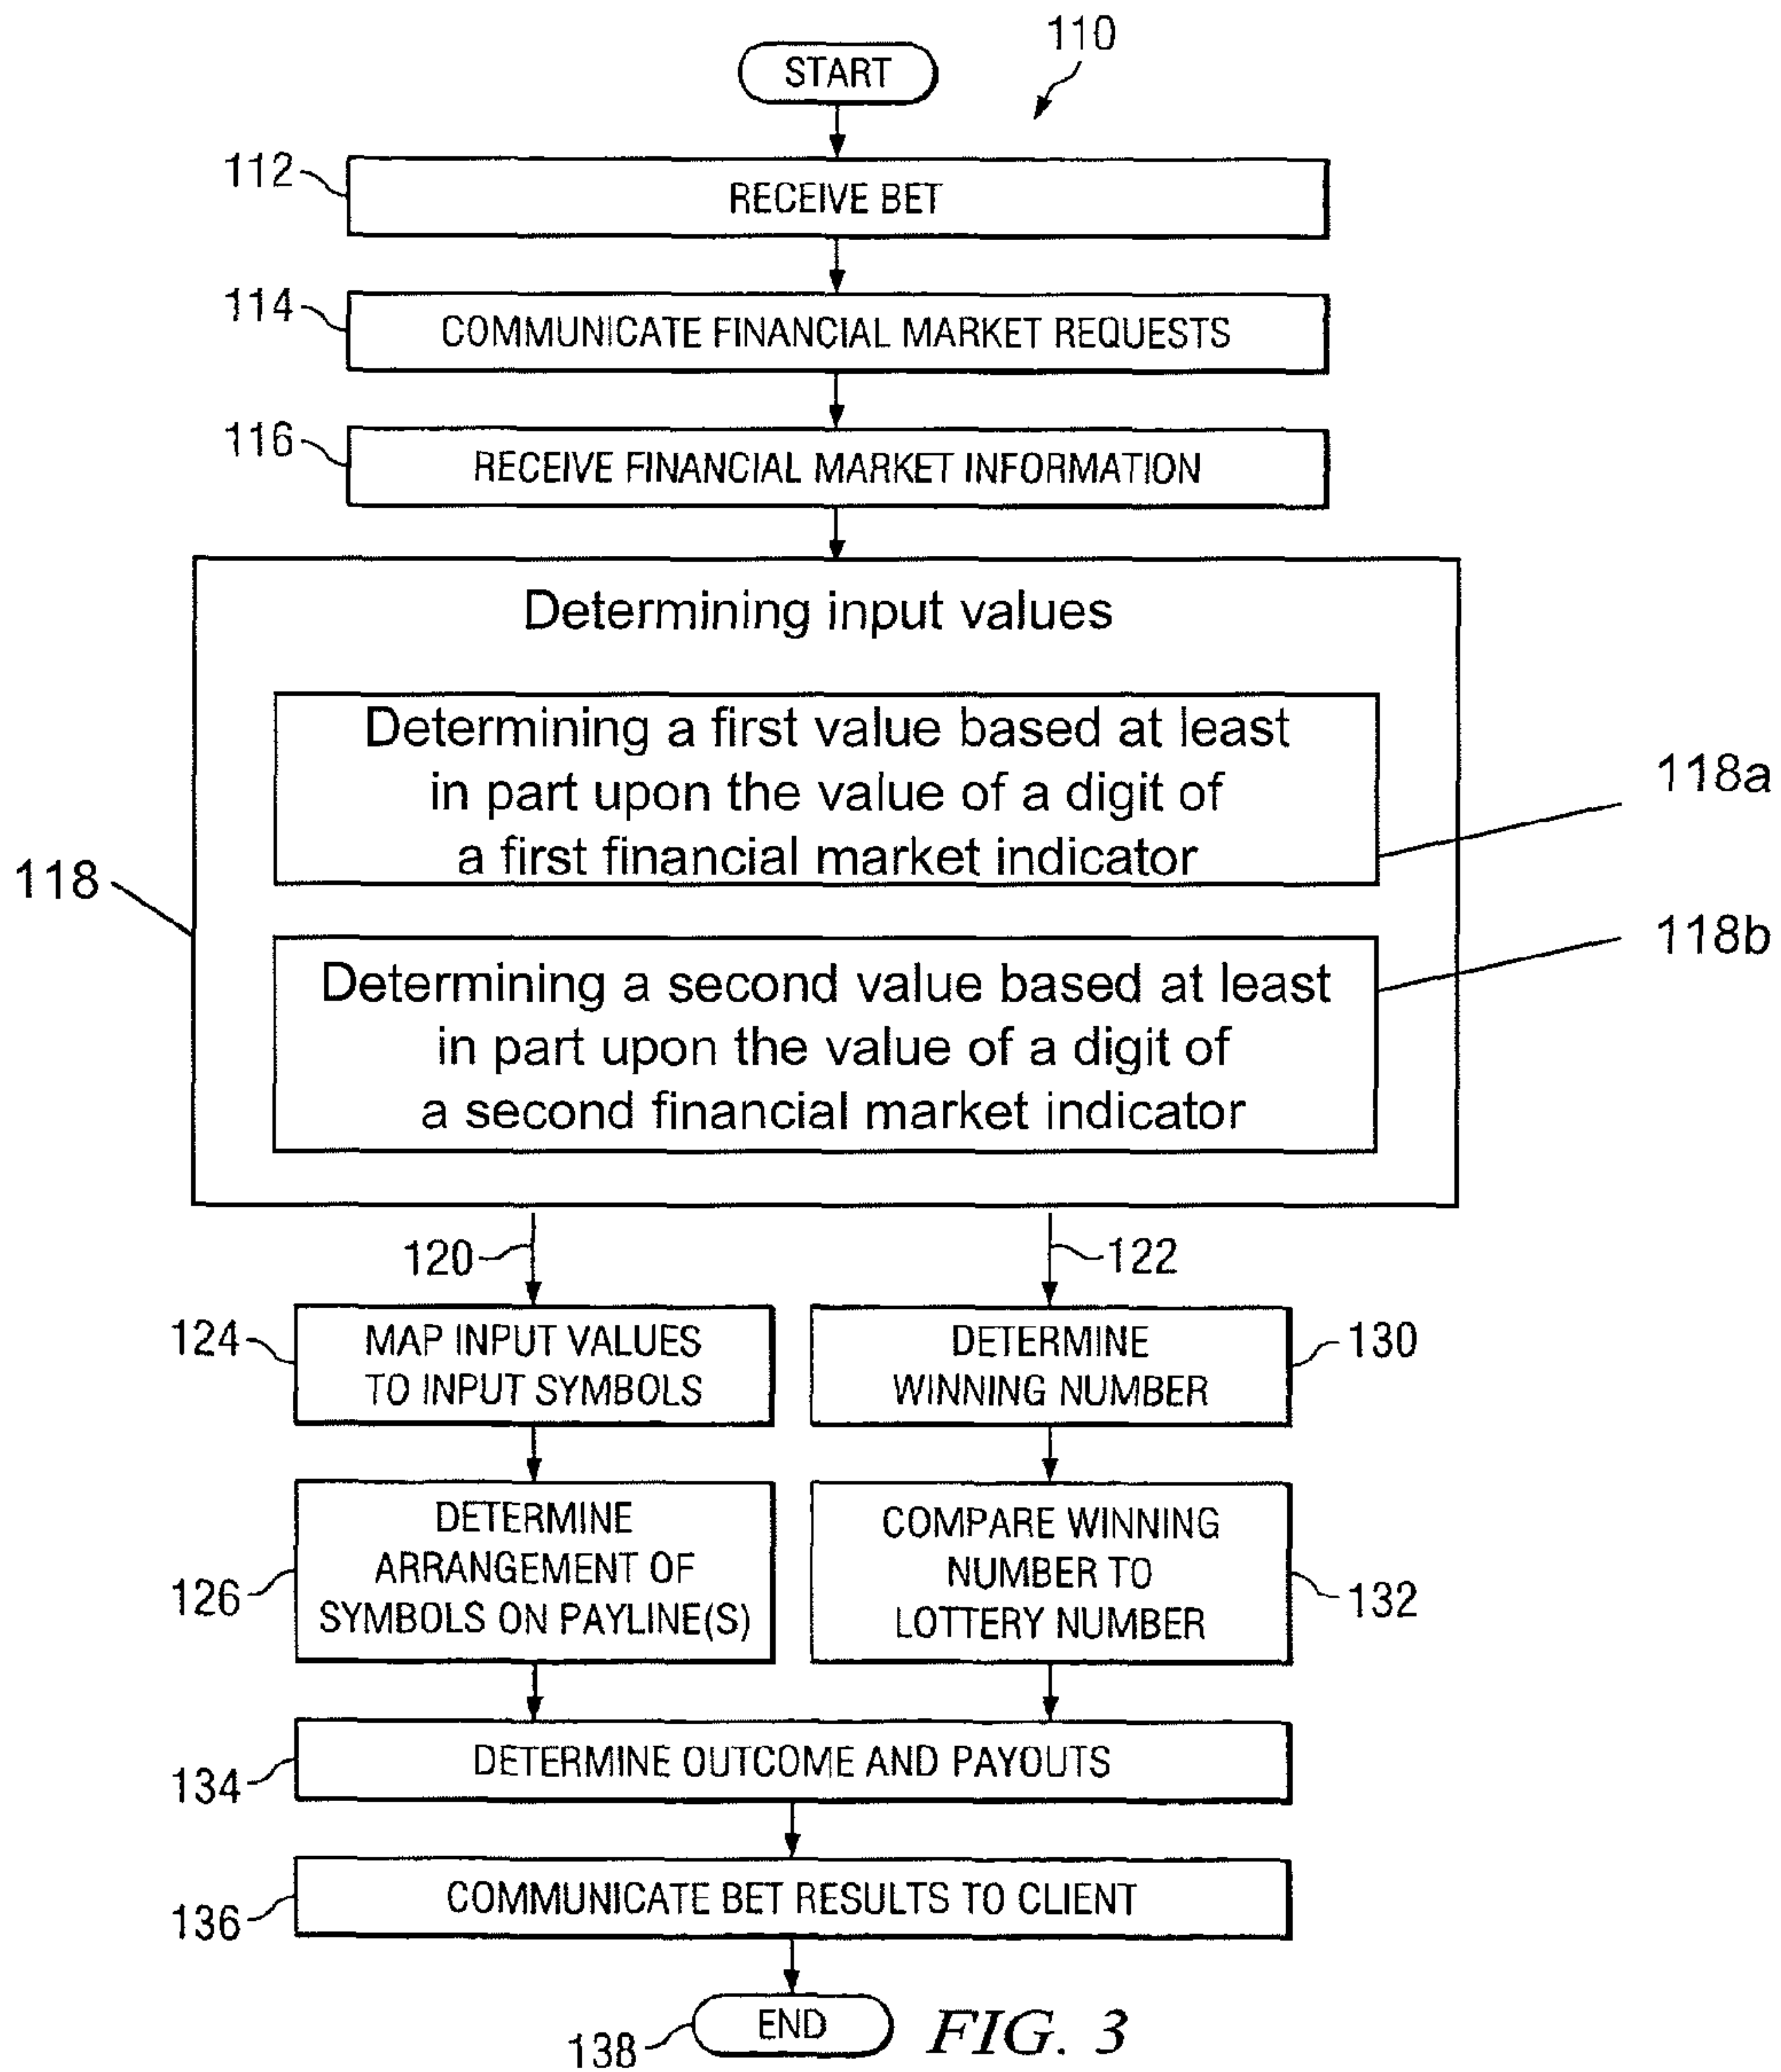 110
START
112
RECEIVE BET
114
COMMUNICATE FINANCIAL MARKET REQUESTS
116
RECEIVE FINANCIAL MARKET INFORMATION
Determining input values
Determining a first value based at least
in part upon the value of a digit of
a first financial market indicator
118a
118
Determining a second value based at least
in part upon the value of a digit of
a second financial market indicator
118b
120
122
124
MAP INPUT VALUES
TO INPUT SYMBOLS
DETERMINE
WINNING NUMBER
130
126
DETERMINE
ARRANGEMENT OF
SYMBOLS ON PAYLINE(S)
COMPARE WINNING
NUMBER TO
LOTTERY NUMBER
132
134
DETERMINE OUTCOME AND PAYOUTS
136
COMMUNICATE BET RESULTS TO CLIENT
138
END
FIG. 3